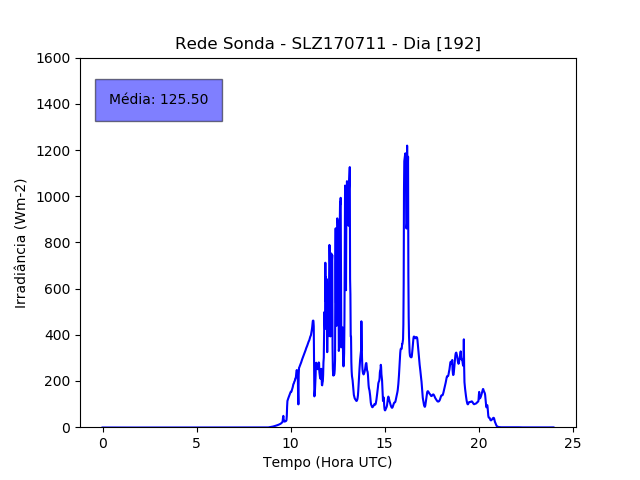 Rede Sonda - SLZ170711 - Dia [192]
1600
1400
1200
1000
800
600
400
200
0
Média: 125.50
Irradiância (Wm-2)
0 5 10 15 20 25
Tempo (Hora UTC)